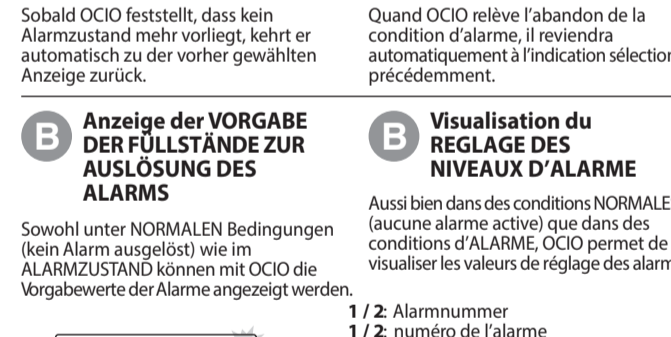 Sobald OCIO feststellt, dass kein
Alarmzustand mehr vorliegt, kehrt er
automatisch zu der vorher gewählten
Anzeige zurück.
B
Anzeige der VORGABE
DER FÜLLSTÄNDE ZUR
AUSLÖSUNG DES
ALARMS
Sowohl unter NORMALEN Bedingungen
(kein Alarm ausgelöst) wie im
ALARMZUSTAND können mit OCIO die
Vorgabewerte der Alarme angezeigt werden.
Quand OCIO relève l'abandon de la
condition d'alarme, il reviendra
automatiquement à l'indication
précédemment.
B
Visualisation du
REGLAGE DES
NIVEAUX D'ALARME
Aussi bien dans des conditions NORMALE
(aucune alarme active) que dans des
conditions d'ALARME, OCIO permet de
visualiser les valeurs de réglage des
1 / 2: Alarmnummer
1 / 2: numéro de l'alarme